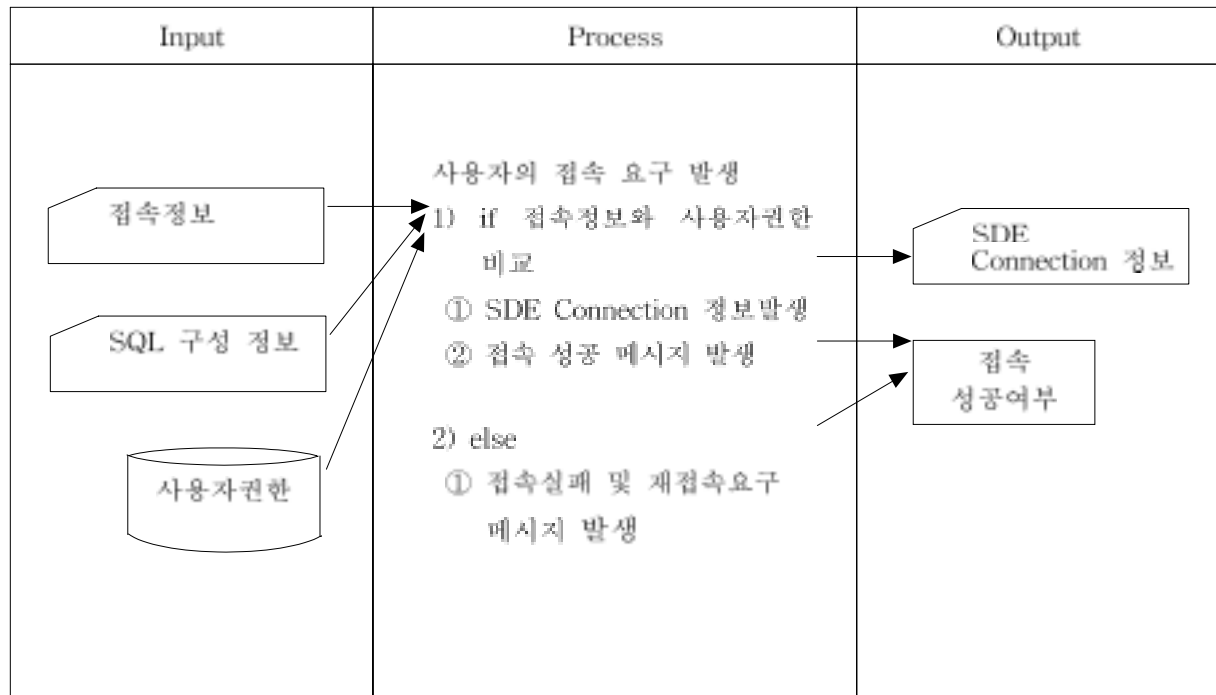 Input
Process
Output
접속정보
SQL 구성 정보
사용자권한
사용자의 접속 요구 발생
1) if 접속정보와 사용자권한
비교
① SDE Connection 정보발생
② 접속 성공 메시지 발생
2) else
① 접속실패 및 재접속요구
메시지 발생
SDE
Connection 정보
접속
성공여부